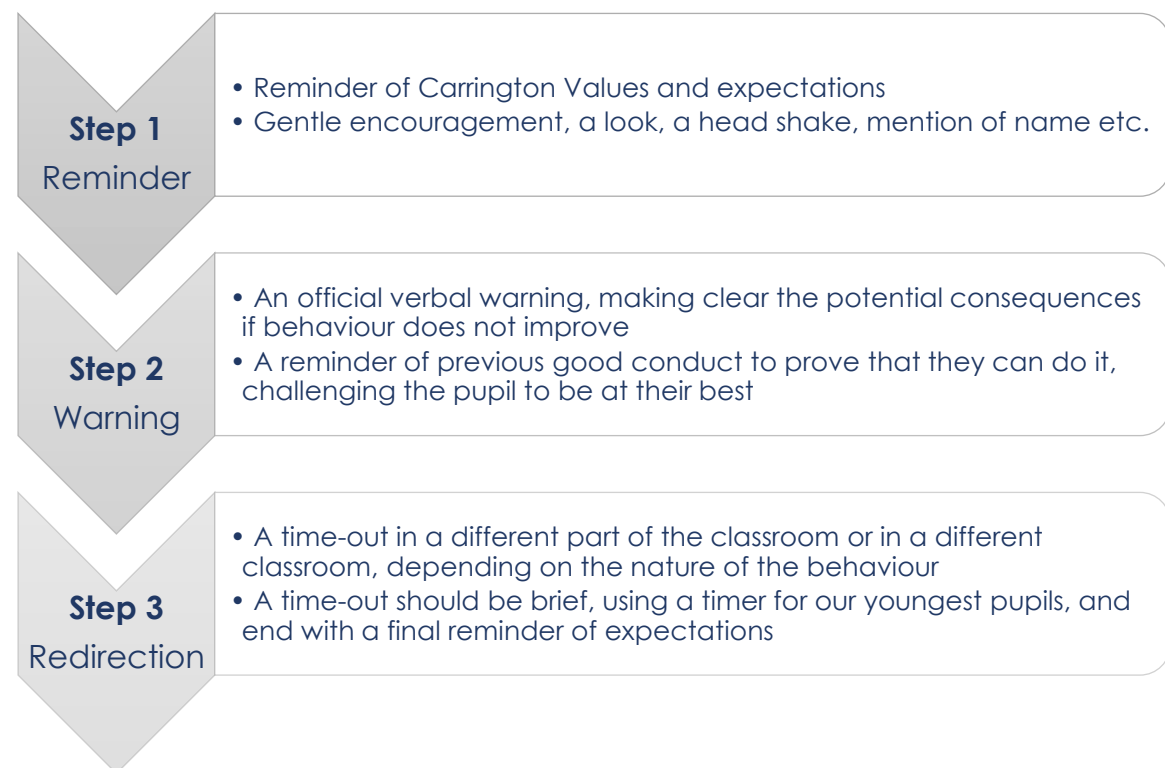 Step 1
Reminder
• Reminder of Carrington Values and expectations
• Gentle encouragement, a look, a head shake, mention of name etc.
Step 2
Warning
• An official verbal warning, making clear the potential consequences
if behaviour does not improve
• A reminder of previous good conduct to prove that they can do it,
challenging the pupil to be at their best
Step 3
Redirection
• A time-out in a different part of the classroom or in a different
classroom, depending on the nature of the behaviour
• A time-out should be brief, using a timer for our youngest pupils, and
end with a final reminder of expectations